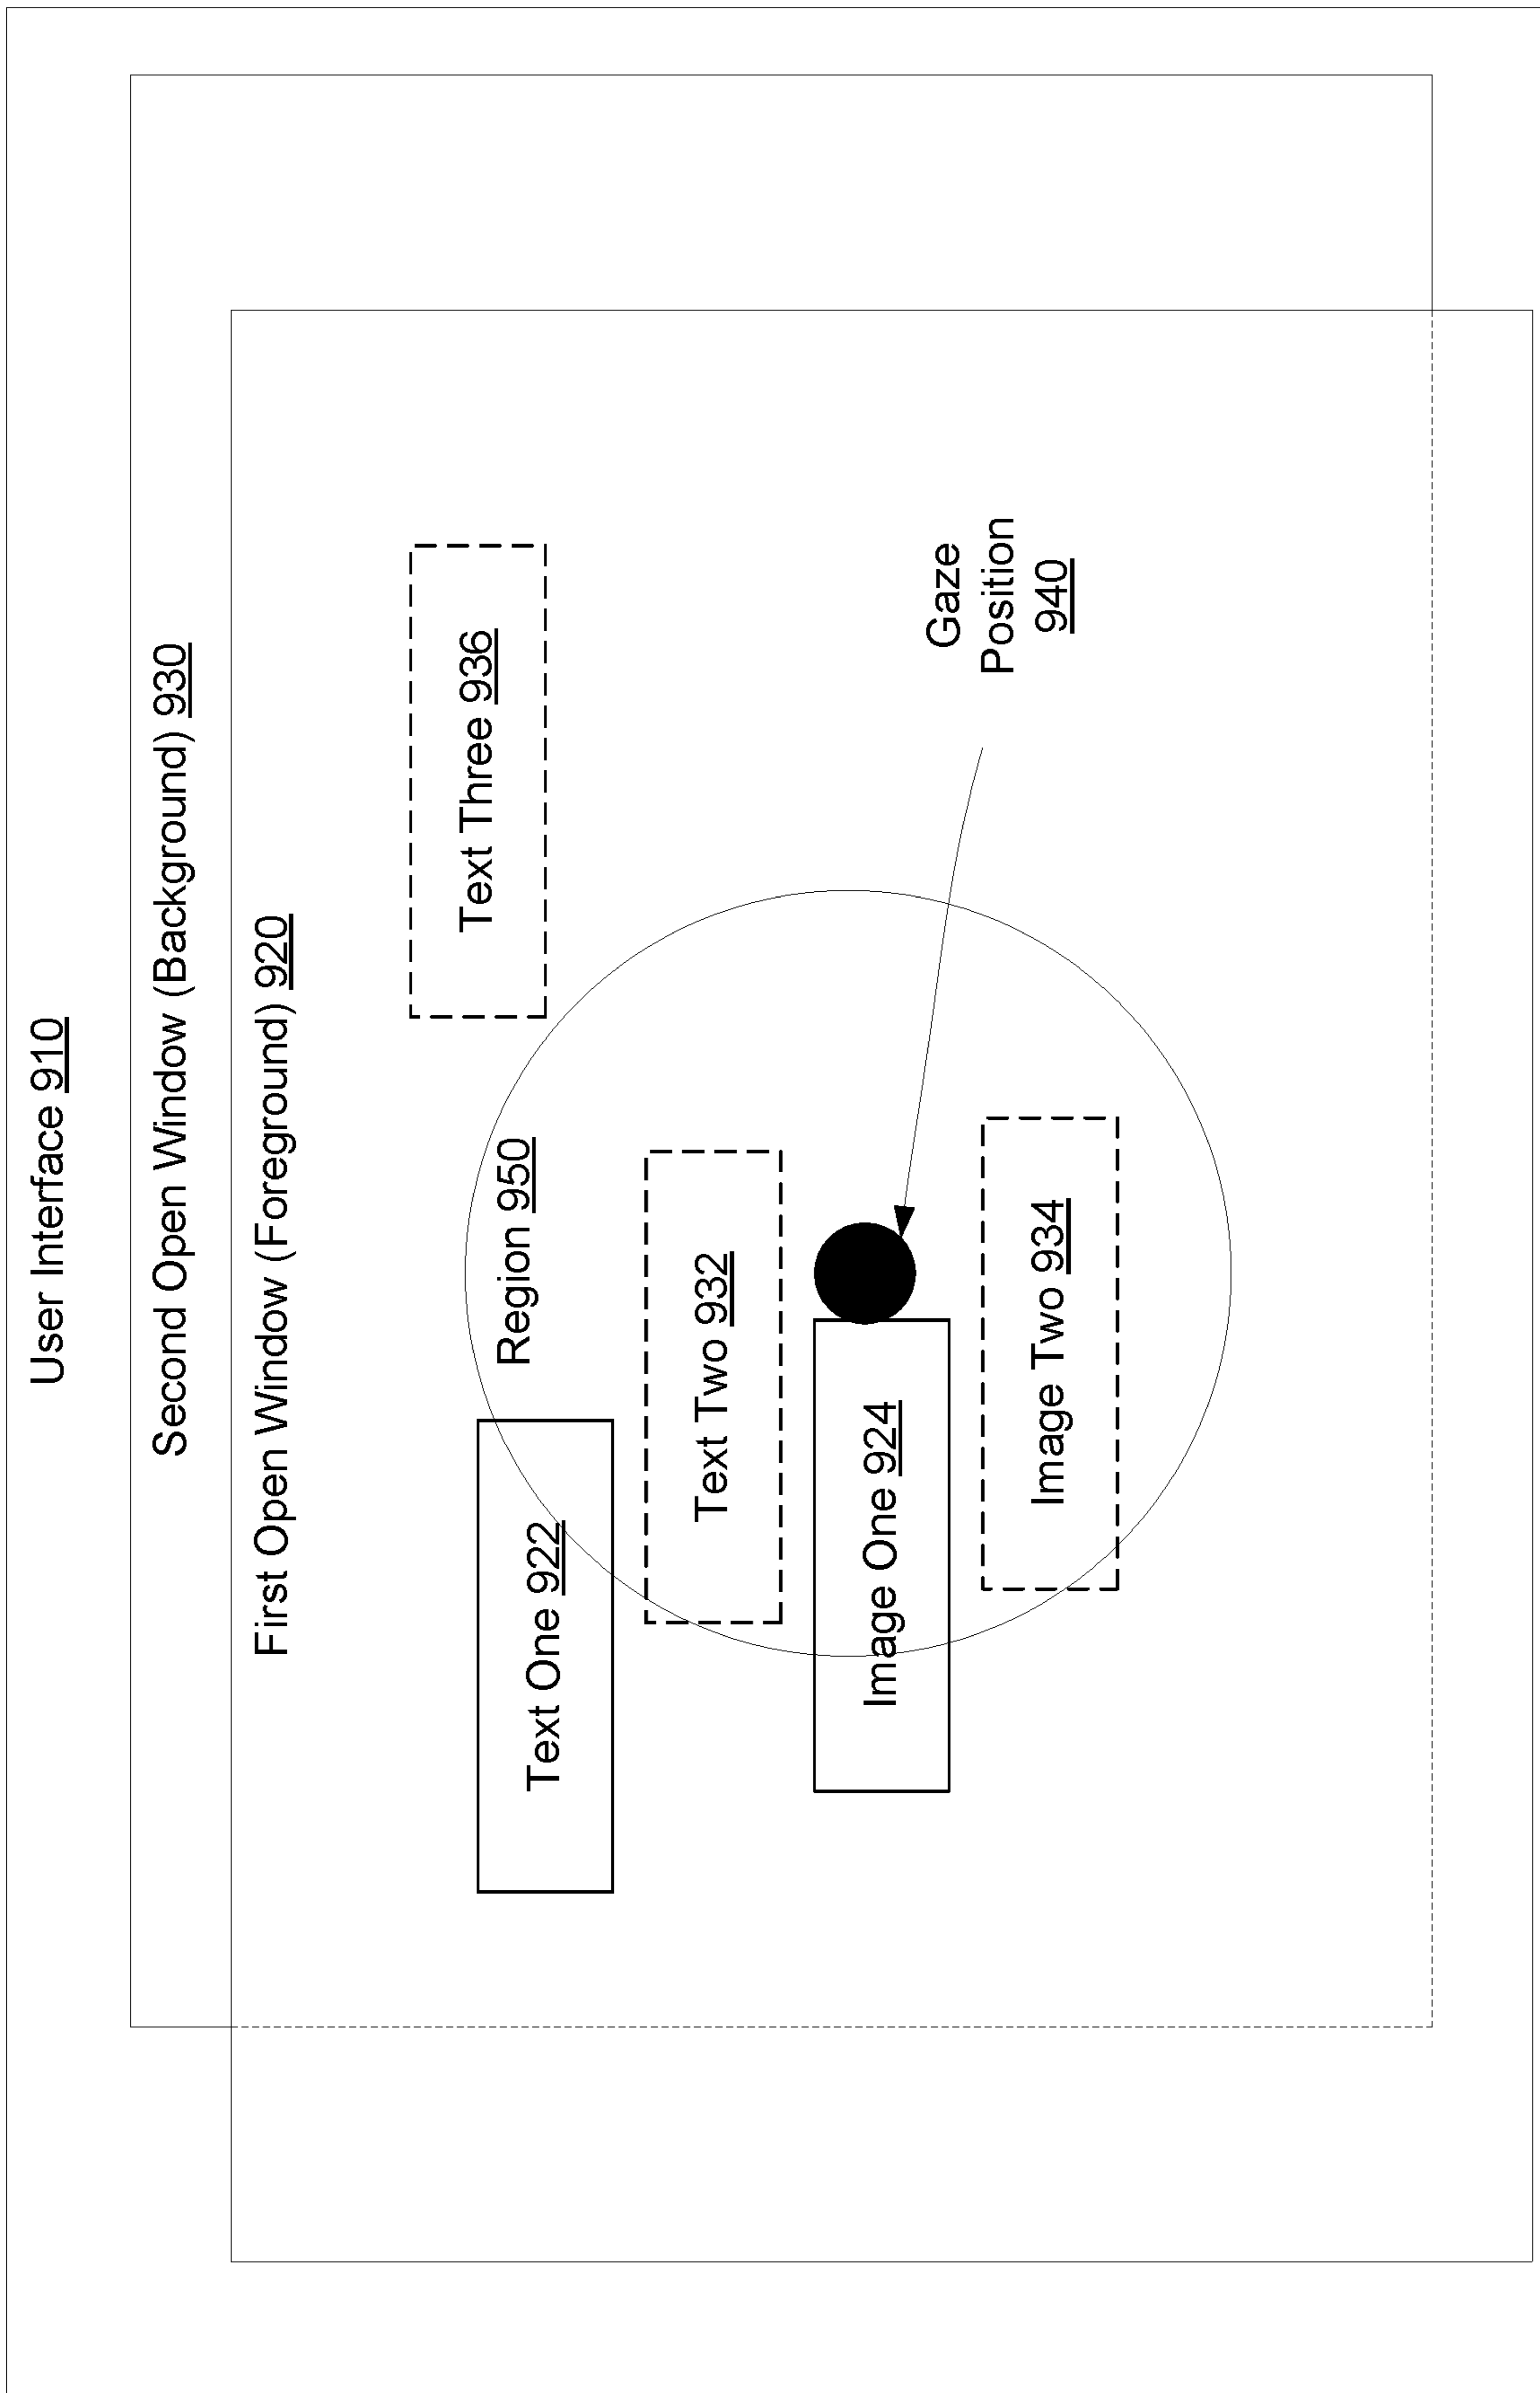 User Interface 910
Second Open Window (Background) 930
First Open Window (Foreground) 920
Text Three 936
Region 950
Text One 922
Text Two 932
Image One 924
Gaze
Position
940
Image Two 934